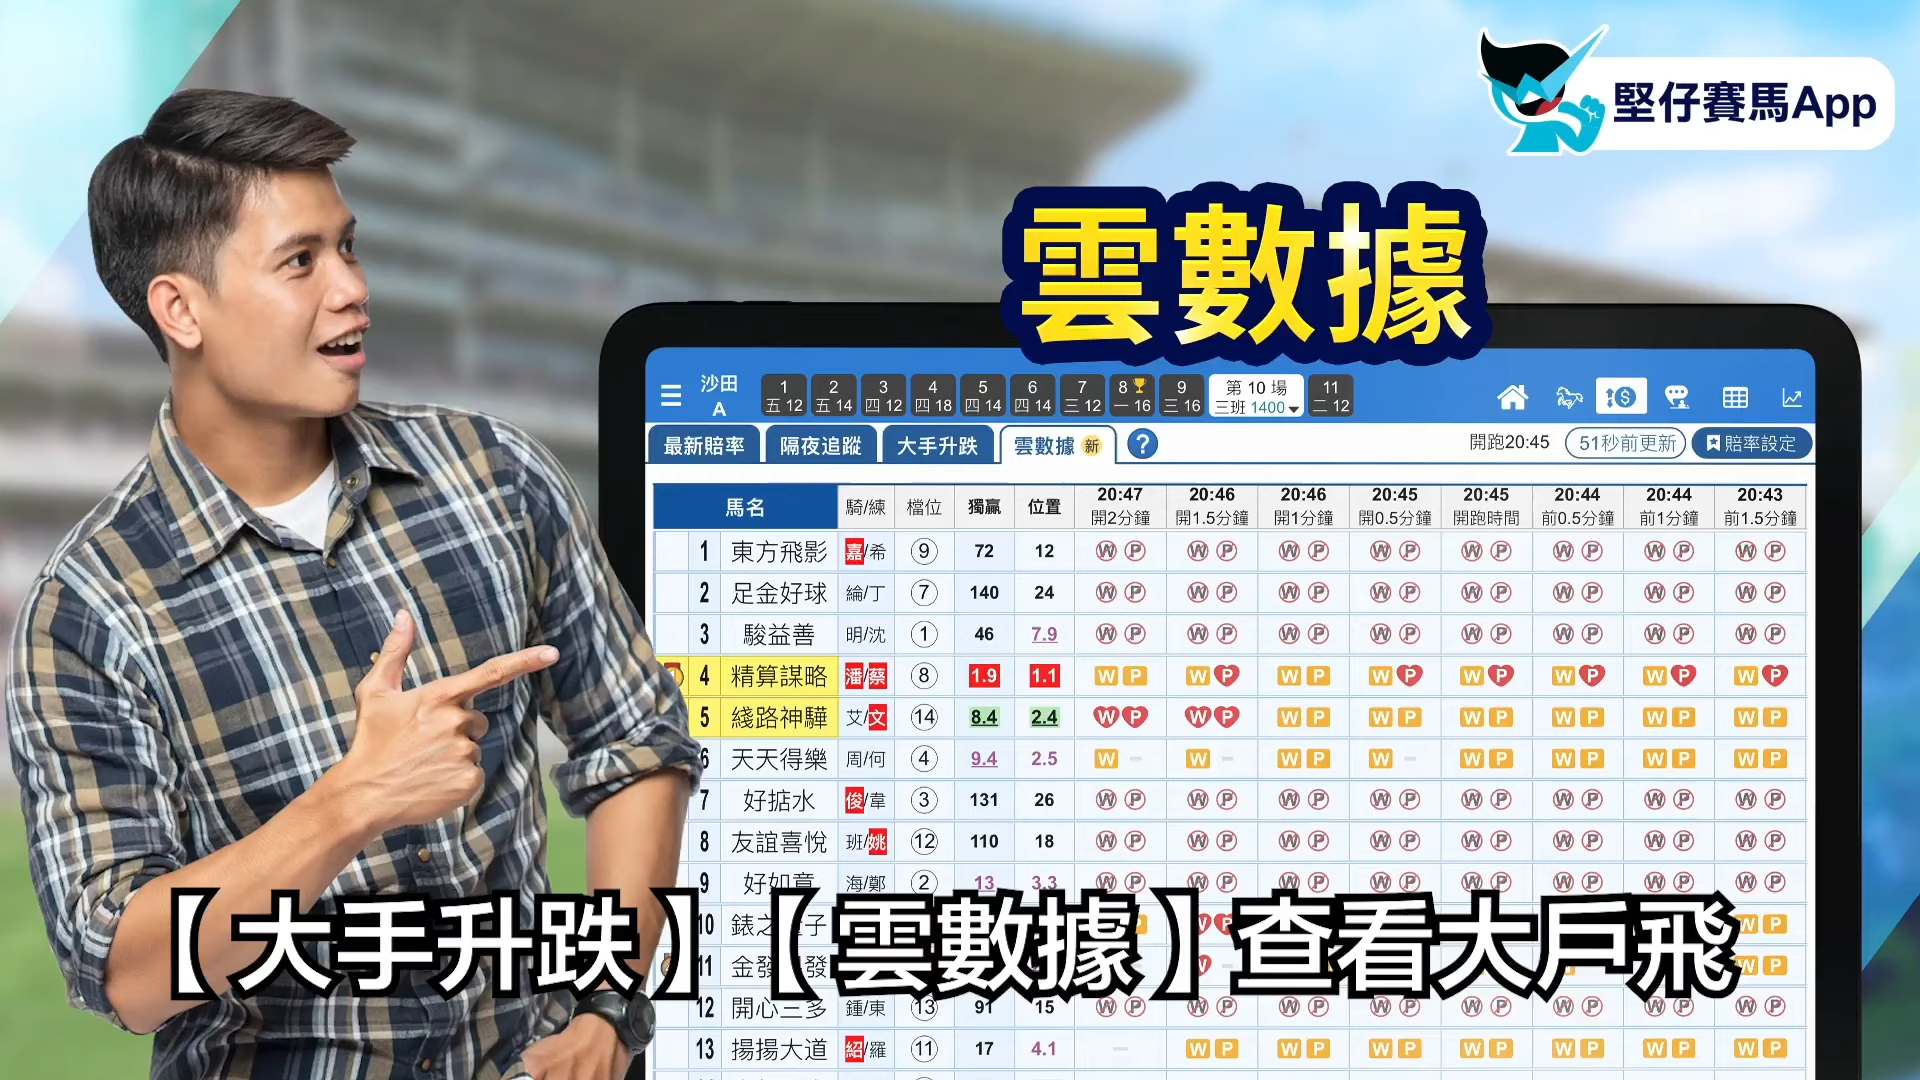 堅仔賽馬App
雲數據
沙田 A
1 2 3 4 5 6 7 8 9 第 10 場 11
五 12 五 14 四 12 四 18 四 14 四 14 三 12 一 16 三 16 三班 1400 二 12
最新賠率 隔夜追蹤 大手升跌 雲數據 新 ? 開跑20:45 51秒前更新 賠率設定
馬名 騎/練 檔位 獨贏 位置 20:47 20:46 20:46 20:45 20:45 20:44 20:44 20:43
開2分鐘 開1.5分鐘 開1分鐘 開0.5分鐘 開跑時間 前0.5分鐘 前1分鐘 前1.5分鐘
1 東方飛影 嘉/希 9 72 12 W P W P W P W P W P W P W P W P
2 足金好球 綸/丁 7 140 24 W P W P W P W P W P W P W P W P
3 駿益善 明/沈 1 46 7.9 W P W P W P W P W P W P W P W P
4 精算謀略 潘/蔡 8 1.9 1.1 W P W P W P W P W P W P W P W P
5 綫路神驊 艾/文 14 8.4 2.4 W P W P W P W P W P W P W P W P
6 天天得樂 周/何 4 9.4 2.5 W – W – W P W – W P W P W P W P
7 好掂水 俊/韋 3 131 26 W P W P W P W P W P W P W P W P
8 友誼喜悅 班/姚 12 110 18 W P W P W P W P W P W P W P W P
9 好如意 海/鄭 2 13 3.3 W P W P W P W P W P W P W P W P
10 錶之 子 W P
11 金發 發 W P
【大手升跌】【雲數據】查看大戶飛
12 開心三多 鍾/東 13 91 15 W P W P W P W P W P W P W P W P
13 揚揚大道 紹/羅 11 17 4.1 – W P W P W P W P W P W P W P